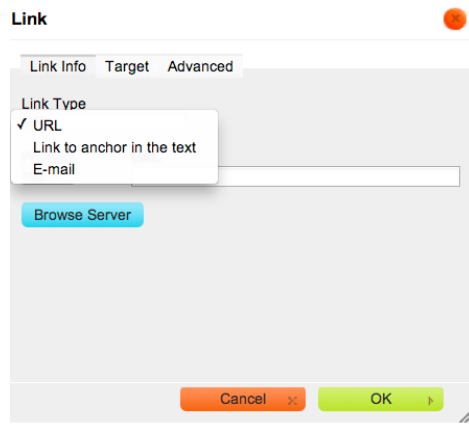 Link
Link Info Target Advanced
Link Type
✓ URL
Link to anchor in the text
E-mail
Browse Server
Cancel OK